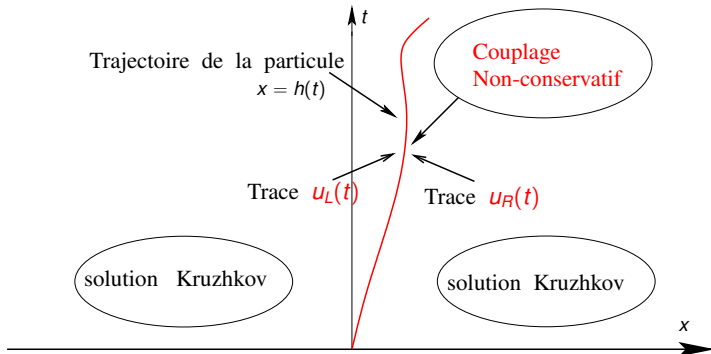 t
Couplage
Non-conservatif
Trajectoire de la particule
x = h(t)
Trace u_L(t)
Trace u_R(t)
solution Kruzhkov
solution Kruzhkov
x